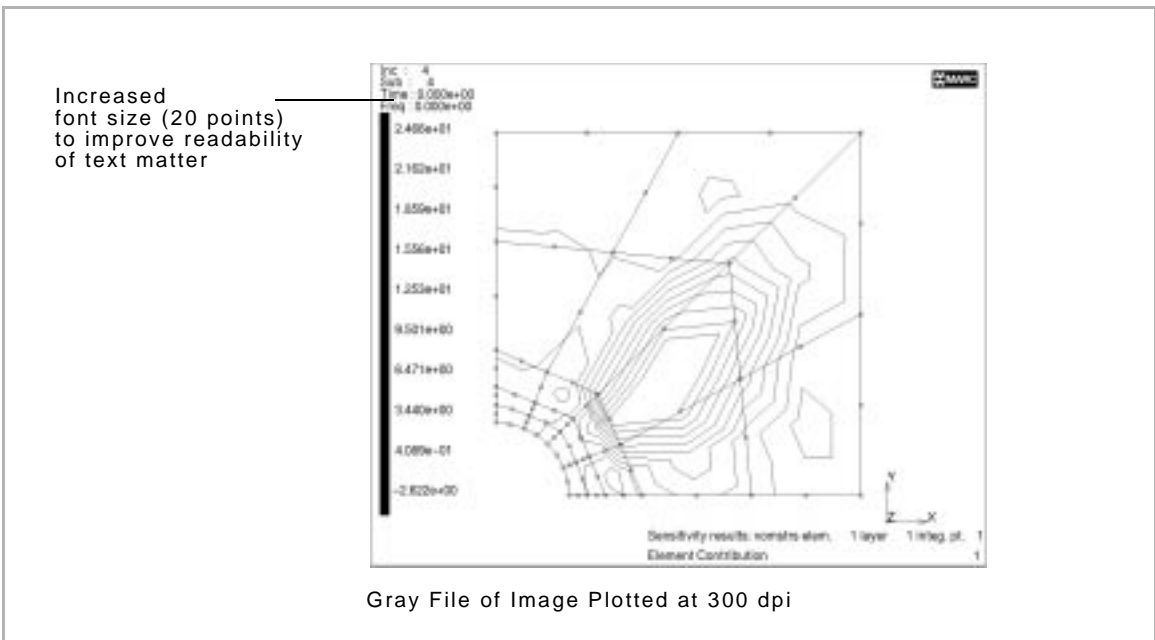 Increased
font size (20 points)
to improve readability
of text matter
Inc : 4
Sub : 4
Time : 0.000e+00
Freq : 0.000e+00
MARC
2.466e+01
2.162e+01
1.859e+01
1.556e+01
1.253e+01
9.501e+00
6.471e+00
3.440e+00
4.089e-01
-2.622e+00
Y
Z X
Sensitivity results: nomstrs elem. 1 layer 1 integ. pt. 1
Element Contribution 1
Gray File of Image Plotted at 300 dpi